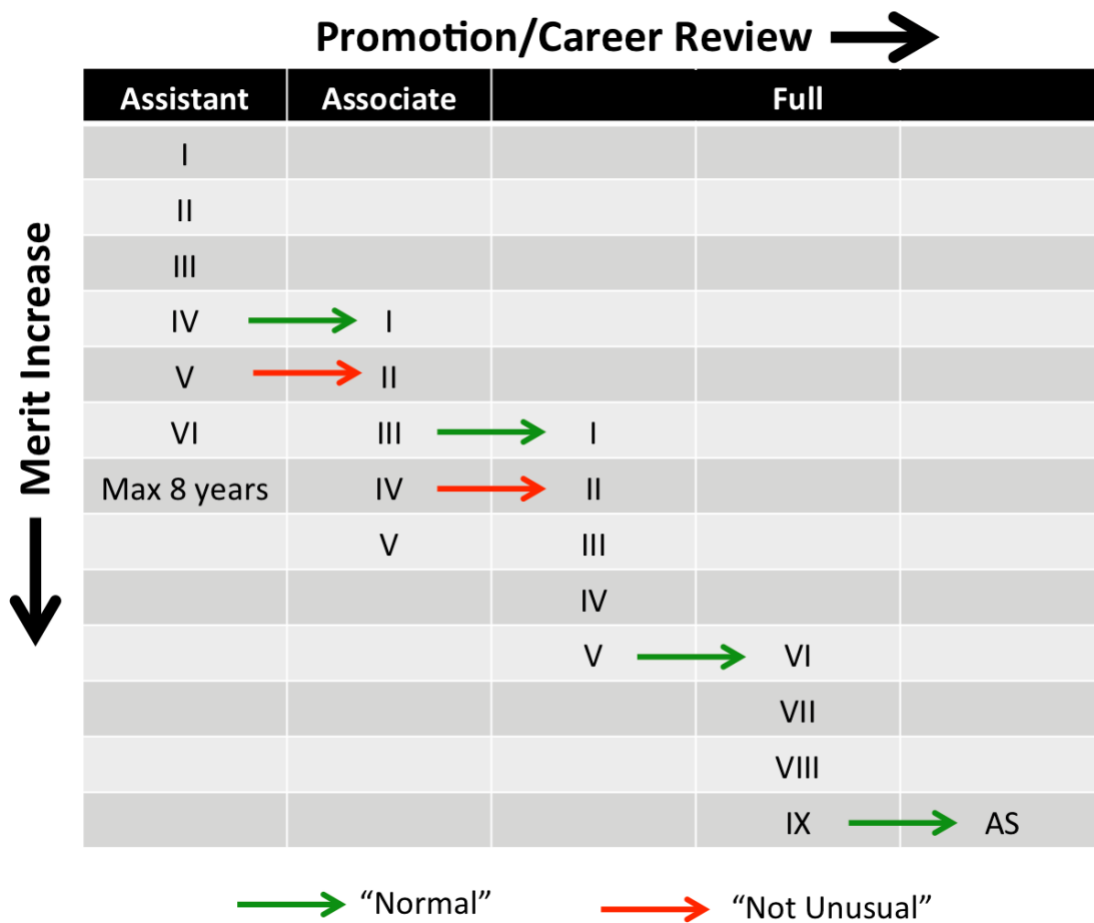 Promotion/Career Review
Assistant Associate Full
Merit Increase
I
II
III
IV I
V II
VI III I
Max 8 years IV II
V III
IV
V VI
VII
VIII
IX AS
“Normal” “Not Unusual”